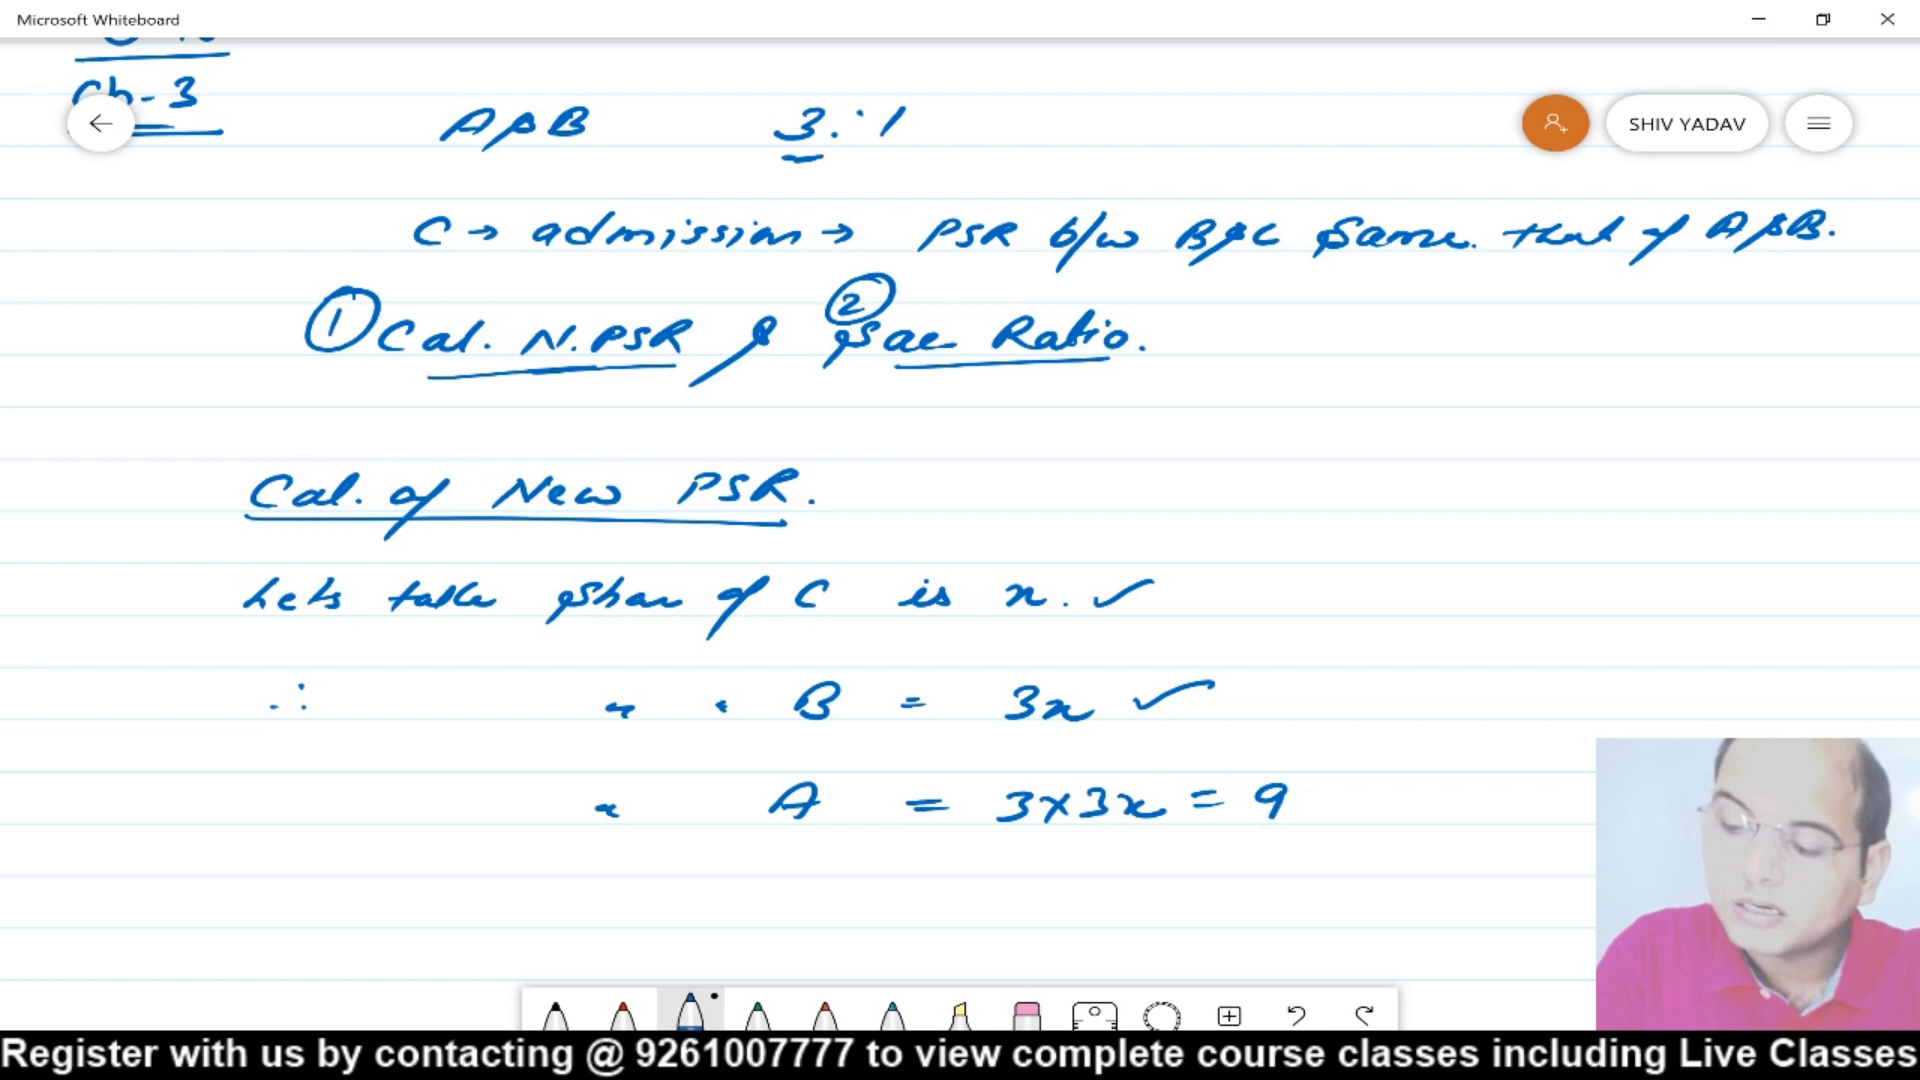 Microsoft Whiteboard
Ch-3
A & B 3:1
SHIV YADAV
C → admission → PSR b/w B & C Same. that of A & B.
① Cal. N.PSR & ② Sac Ratio.
Cal. of New PSR.
Lets take Share of C is x. ✓
∴ " " B = 3x ✓
" A = 3×3x = 9
Register with us by contacting @ 9261007777 to view complete course classes including Live Classes